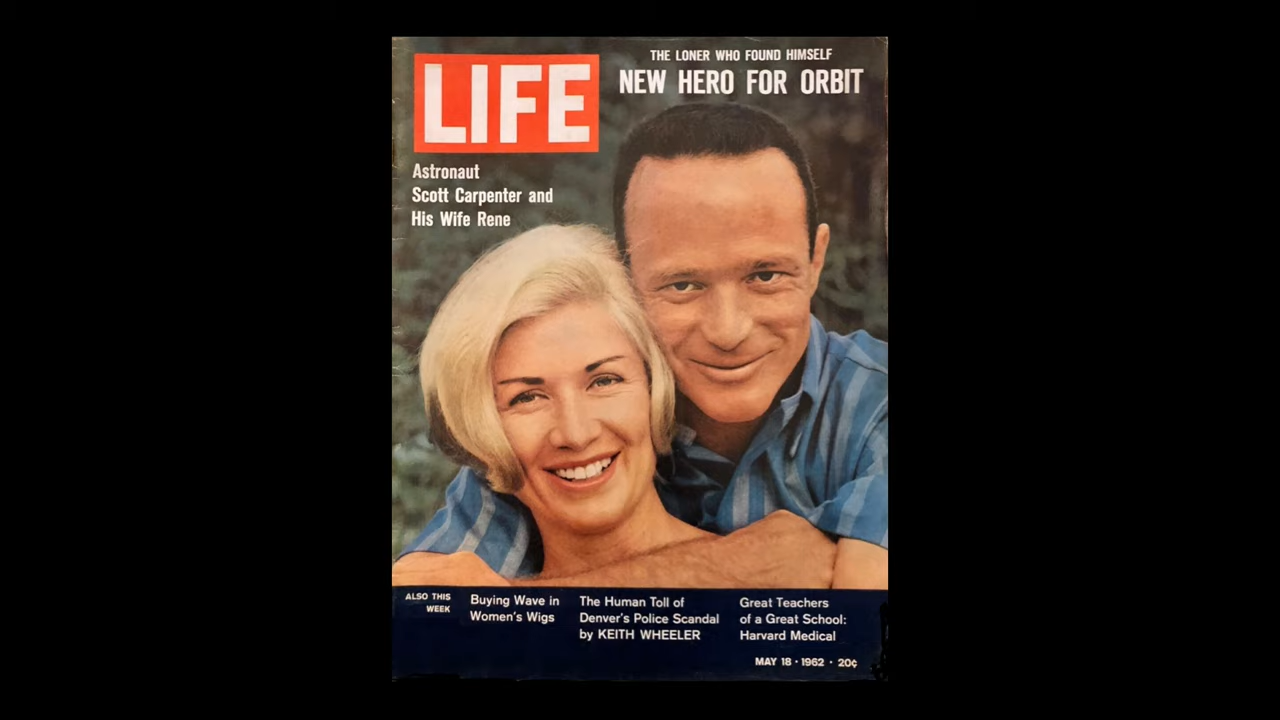 LIFE
THE LONER WHO FOUND HIMSELF
NEW HERO FOR ORBIT
Astronaut
Scott Carpenter and
His Wife Rene
ALSO THIS
WEEK
Buying Wave in
Women's Wigs
The Human Toll of
Denver's Police Scandal
by KEITH WHEELER
Great Teachers
of a Great School:
Harvard Medical
MAY 18 · 1962 · 20¢